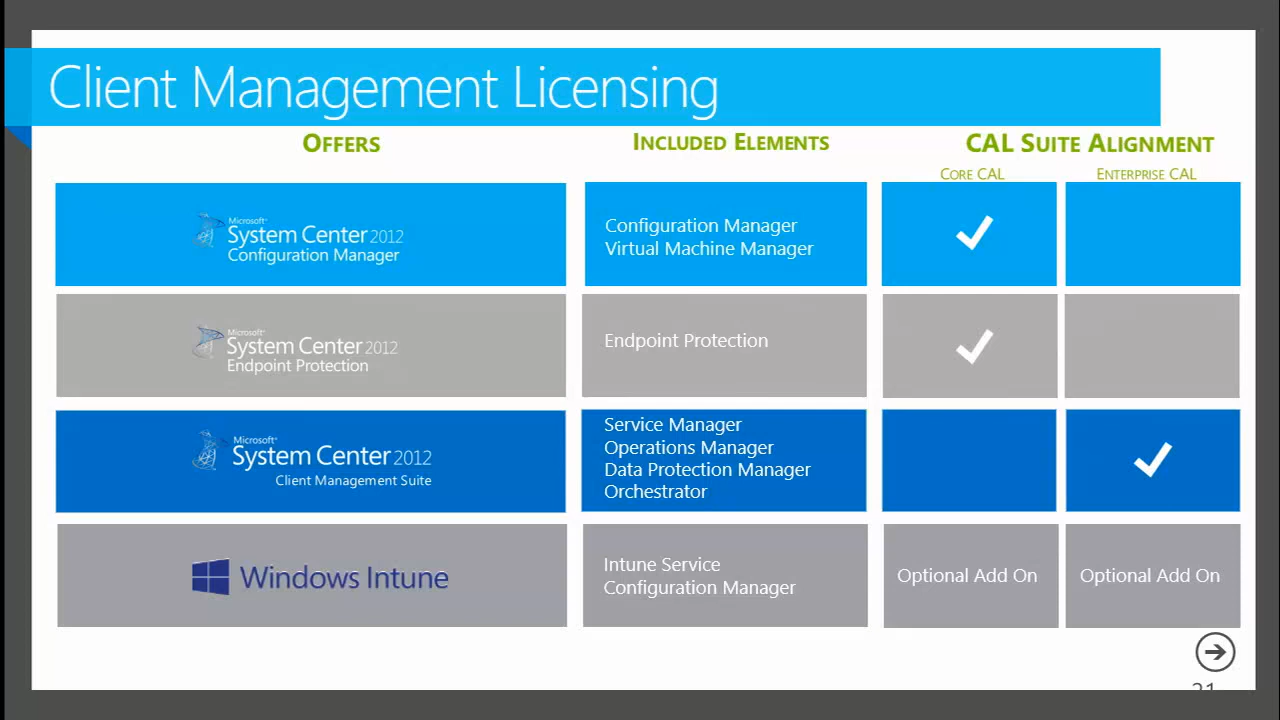 Client Management Licensing
OFFERS
INCLUDED ELEMENTS
CAL SUITE ALIGNMENT
CORE CAL
ENTERPRISE CAL
Microsoft
System Center 2012
Configuration Manager
Configuration Manager
Virtual Machine Manager
Microsoft
System Center 2012
Endpoint Protection
Endpoint Protection
Microsoft
System Center 2012
Client Management Suite
Service Manager
Operations Manager
Data Protection Manager
Orchestrator
Windows Intune
Intune Service
Configuration Manager
Optional Add On
Optional Add On